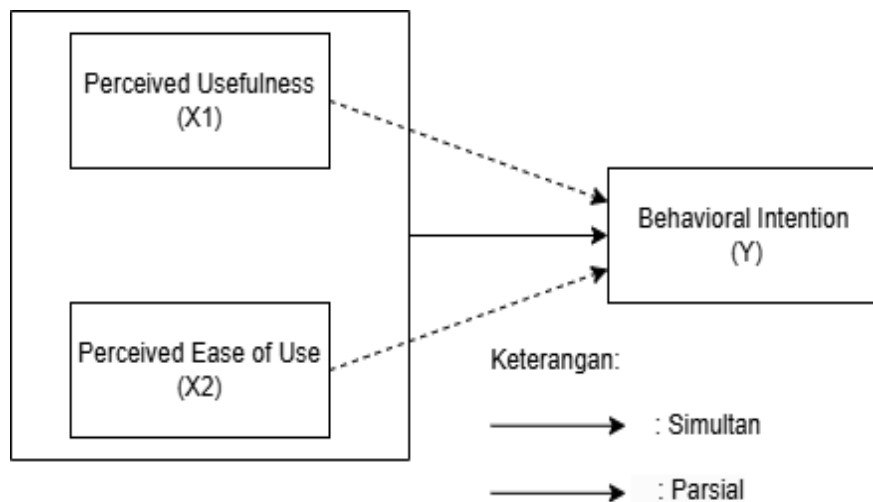 Perceived Usefulness
(X1)
Behavioral Intention
(Y)
Perceived Ease of Use
(X2)
Keterangan:
: Simultan
: Parsial